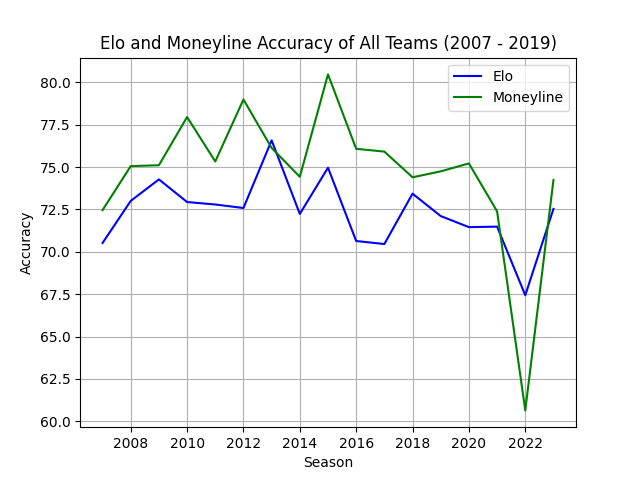 Elo and Moneyline Accuracy of All Teams (2007 - 2019)
Elo
Moneyline
80.0
77.5
75.0
72.5
70.0
67.5
65.0
62.5
60.0
Accuracy
2008 2010 2012 2014 2016 2018 2020 2022
Season